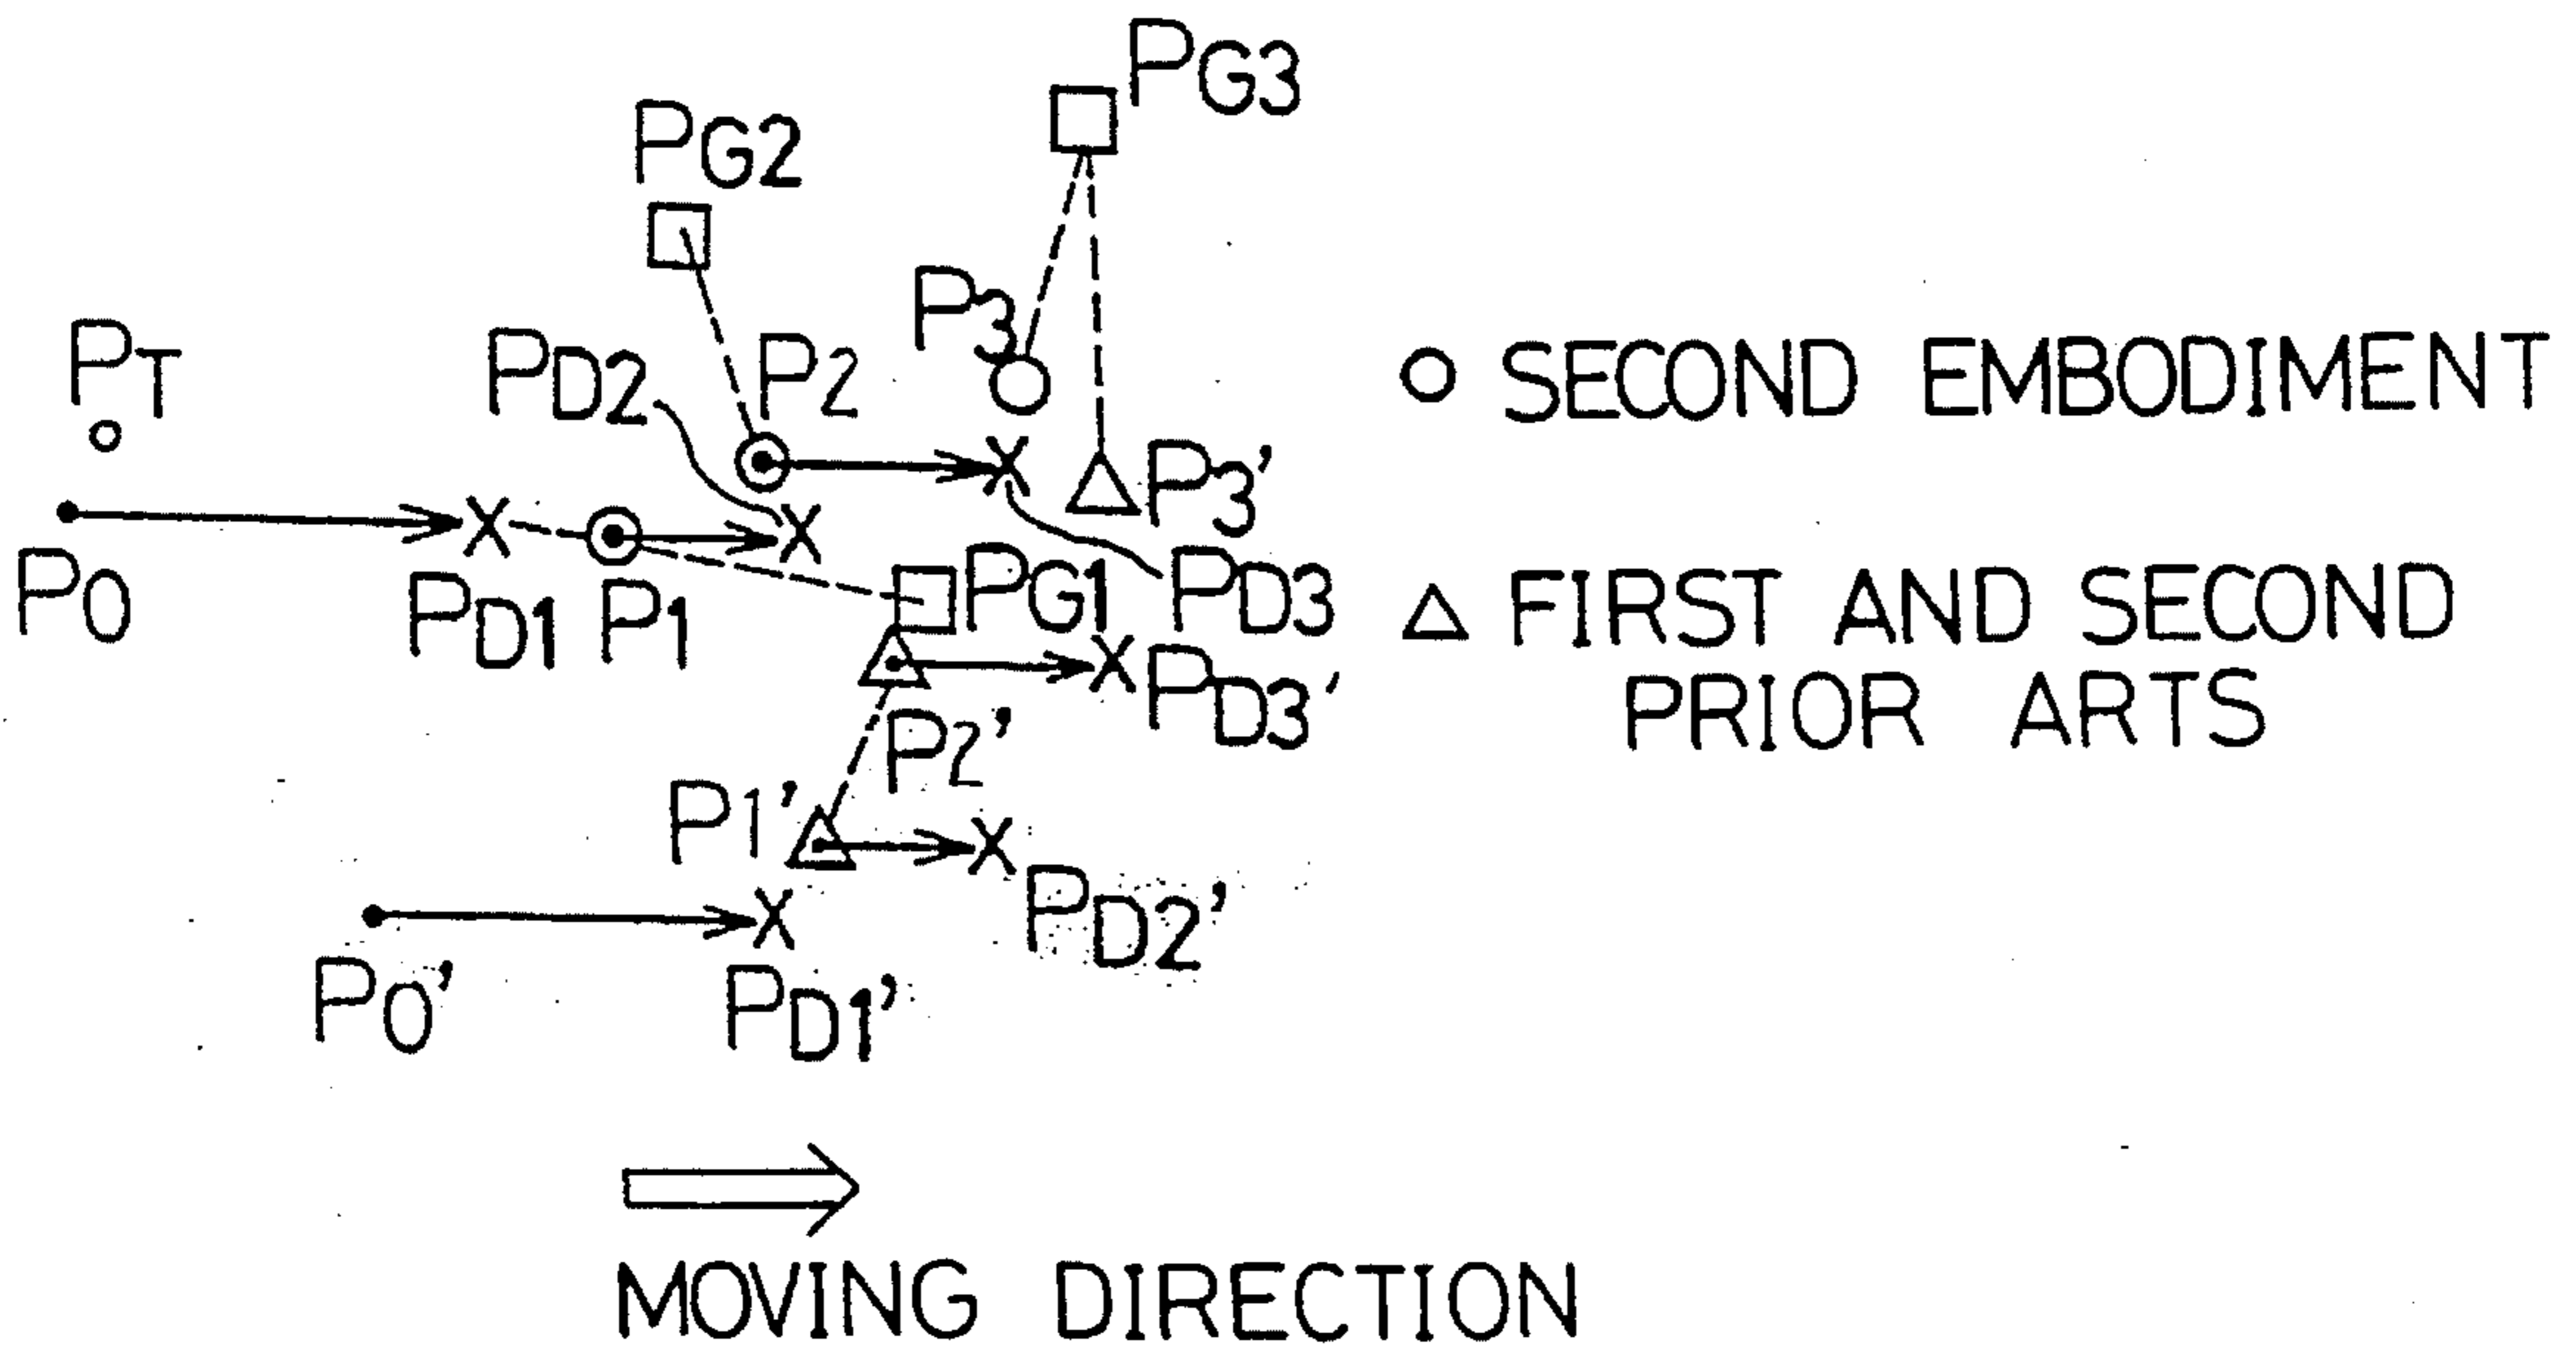 PG3
PG2
PT
PD2
P2
P3
○ SECOND EMBODIMENT
P3'
P0
PD1
P1
PG1
PD3
△ FIRST AND SECOND
PRIOR ARTS
PD3'
P2'
P1'
PD2'
P0'
PD1'
MOVING DIRECTION